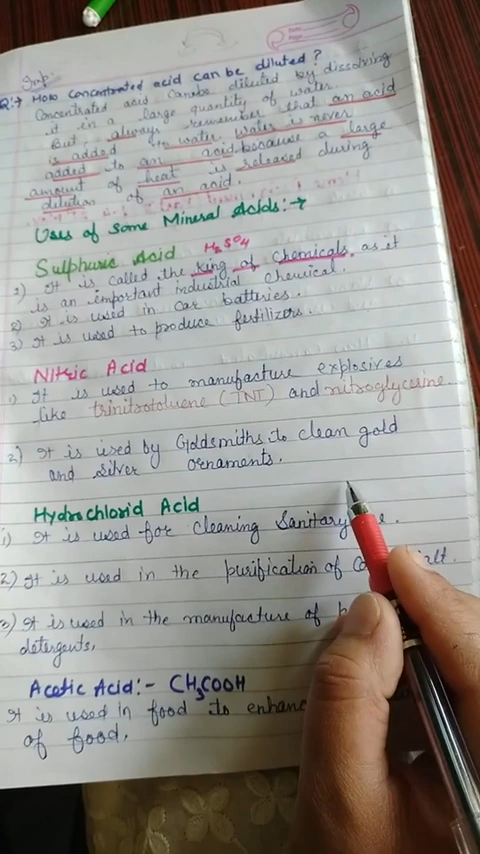 Imp:
Q:→ How concentrated acid can be diluted?
Concentrated acid can be diluted by dissolving
it in a large quantity of water.
But, always remember that an acid
is added to water, water is never
added to an acid because a large
amount of heat is released during
dilution of an acid.
Uses of Some Mineral Acids:→
Sulphuric Acid H2SO4
1) It is called the king of chemicals, as it
is an important industrial chemical.
2) It is used in car batteries.
3) It is used to produce fertilizers.
Nitric Acid
1) It is used to manufacture explosives
like trinitrotoluene (TNT) and nitroglycerine.
2) It is used by Goldsmiths to clean gold
and silver ornaments.
Hydrochlorid Acid
1) It is used for cleaning Sanitary
2) It is used in the purification of
3) It is used in the manufacture of
detergents.
Acetic Acid:- CH3COOH
It is used in food to
of food.